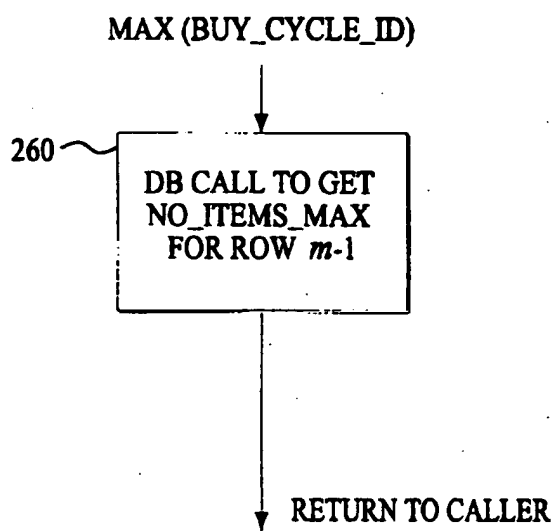 MAX (BUY_CYCLE_ID)
260
DB CALL TO GET
NO_ITEMS_MAX
FOR ROW m-1
RETURN TO CALLER